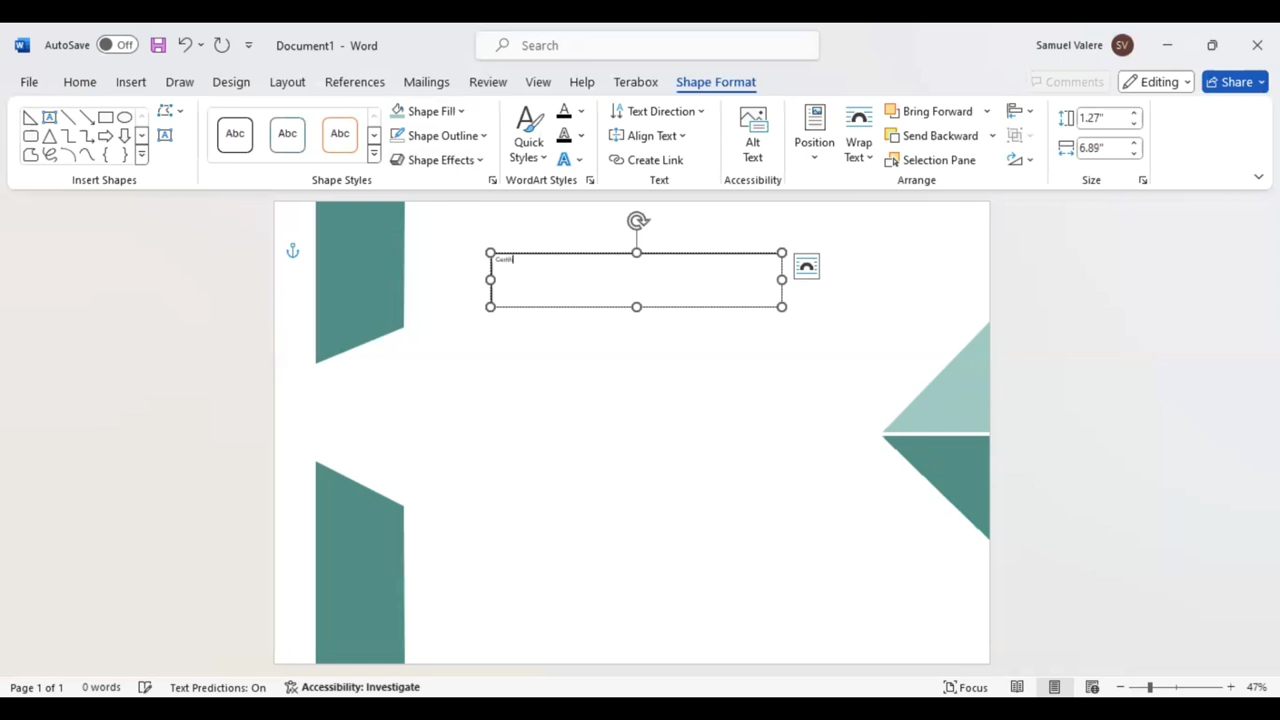 AutoSave Off Document1 - Word Search Samuel Valere SV
File Home Insert Draw Design Layout References Mailings Review View Help Terabox Shape Format Comments Editing Share
Abc Abc Abc
Shape Fill
Shape Outline
Shape Effects
Quick
Styles
Text Direction
Align Text
Create Link
Alt
Text
Position
Wrap
Text
Bring Forward
Send Backward
Selection Pane
1.27"
6.89"
Insert Shapes Shape Styles WordArt Styles Text Accessibility Arrange Size
Page 1 of 1 0 words Text Predictions: On Accessibility: Investigate Focus 47%